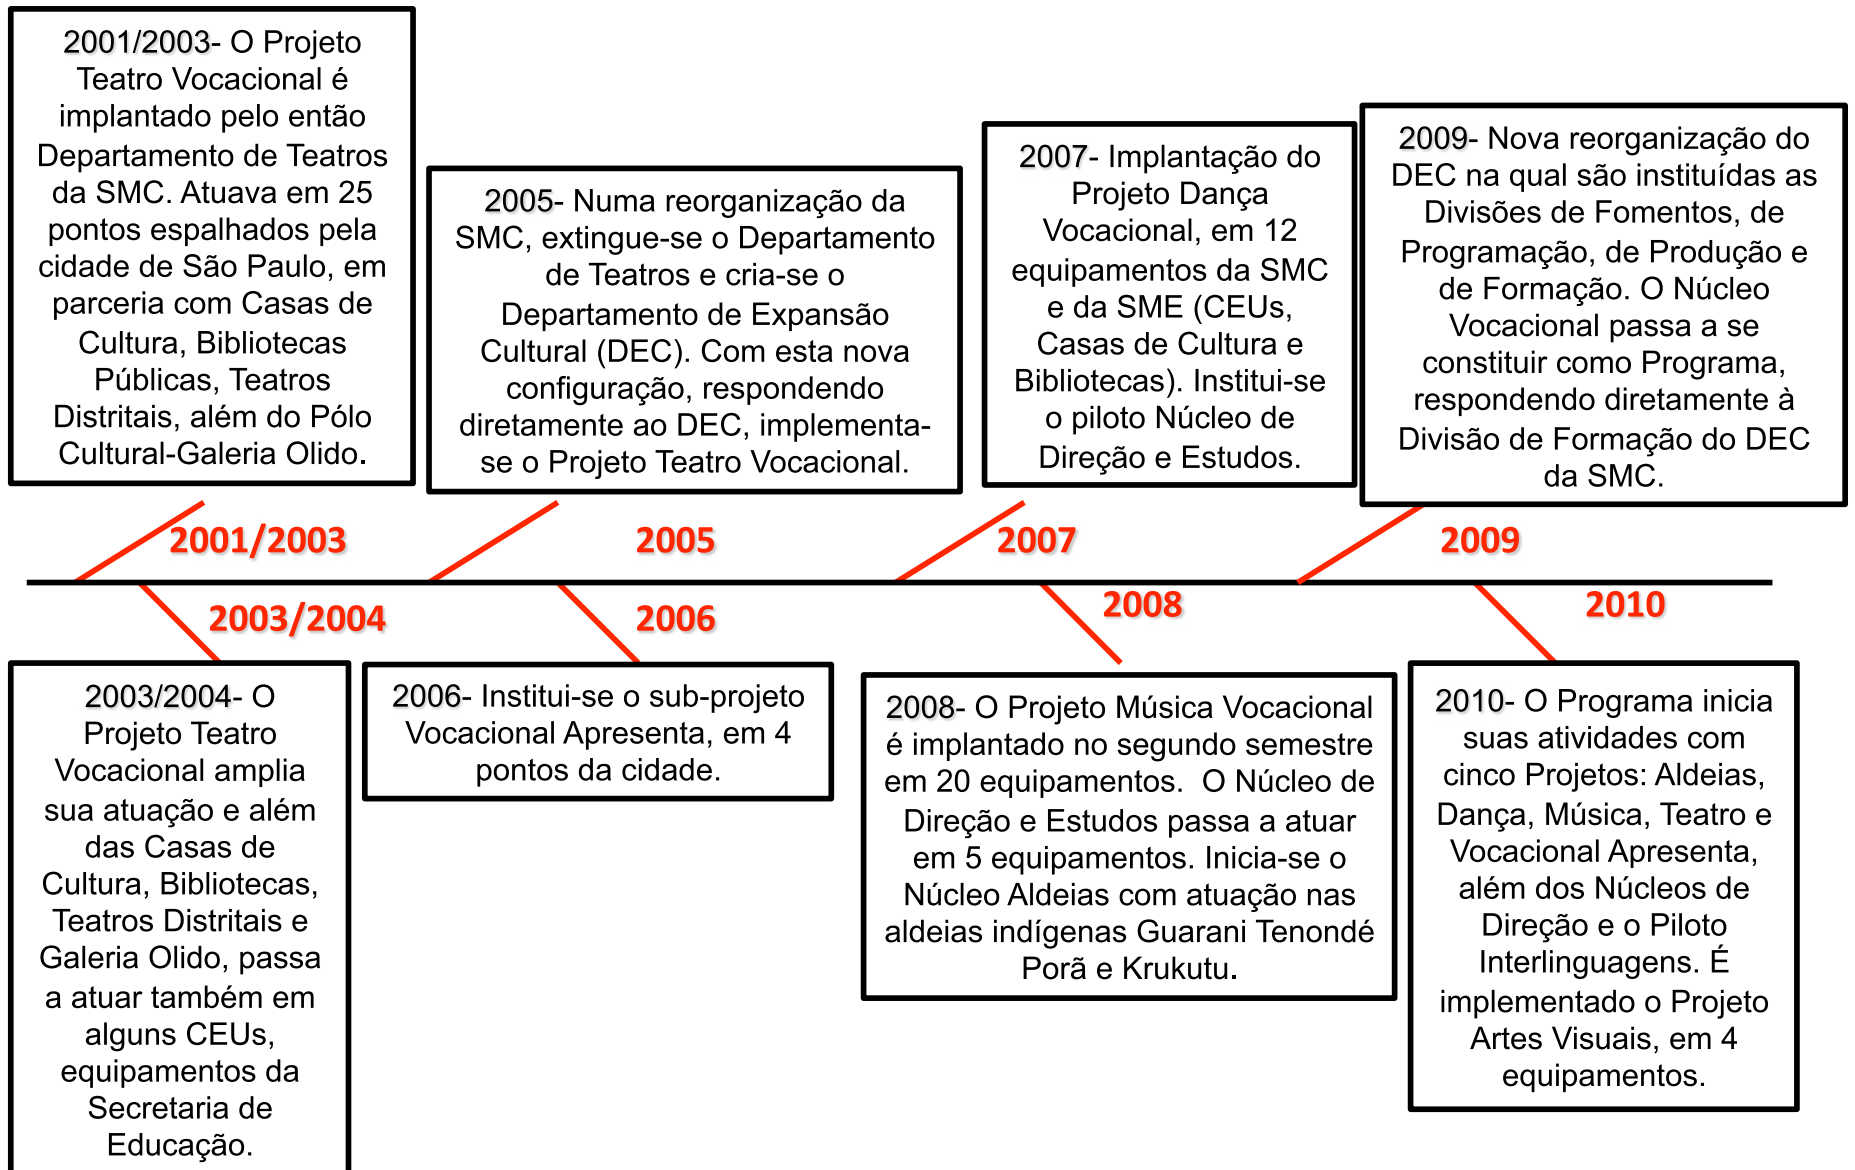 2001/2003- O Projeto
Teatro Vocacional é
implantado pelo então
Departamento de Teatros
da SMC. Atuava em 25
pontos espalhados pela
cidade de São Paulo, em
parceria com Casas de
Cultura, Bibliotecas
Públicas, Teatros
Distritais, além do Pólo
Cultural-Galeria Olido.
2005- Numa reorganização da
SMC, extingue-se o Departamento
de Teatros e cria-se o
Departamento de Expansão
Cultural (DEC). Com esta nova
configuração, respondendo
diretamente ao DEC, implementa-
se o Projeto Teatro Vocacional.
2007- Implantação do
Projeto Dança
Vocacional, em 12
equipamentos da SMC
e da SME (CEUs,
Casas de Cultura e
Bibliotecas). Institui-se
o piloto Núcleo de
Direção e Estudos.
2009- Nova reorganização do
DEC na qual são instituídas as
Divisões de Fomentos, de
Programação, de Produção e
de Formação. O Núcleo
Vocacional passa a se
constituir como Programa,
respondendo diretamente à
Divisão de Formação do DEC
da SMC.
2001/2003
2005
2007
2009
2003/2004
2006
2008
2010
2003/2004- O
Projeto Teatro
Vocacional amplia
sua atuação e além
das Casas de
Cultura, Bibliotecas,
Teatros Distritais e
Galeria Olido, passa
a atuar também em
alguns CEUs,
equipamentos da
Secretaria de
Educação.
2006- Institui-se o sub-projeto
Vocacional Apresenta, em 4
pontos da cidade.
2008- O Projeto Música Vocacional
é implantado no segundo semestre
em 20 equipamentos.  O Núcleo de
Direção e Estudos passa a atuar
em 5 equipamentos. Inicia-se o
Núcleo Aldeias com atuação nas
aldeias indígenas Guarani Tenondé
Porã e Krukutu.
2010- O Programa inicia
suas atividades com
cinco Projetos: Aldeias,
Dança, Música, Teatro e
Vocacional Apresenta,
além dos Núcleos de
Direção e o Piloto
Interlinguagens. É
implementado o Projeto
Artes Visuais, em 4
equipamentos.